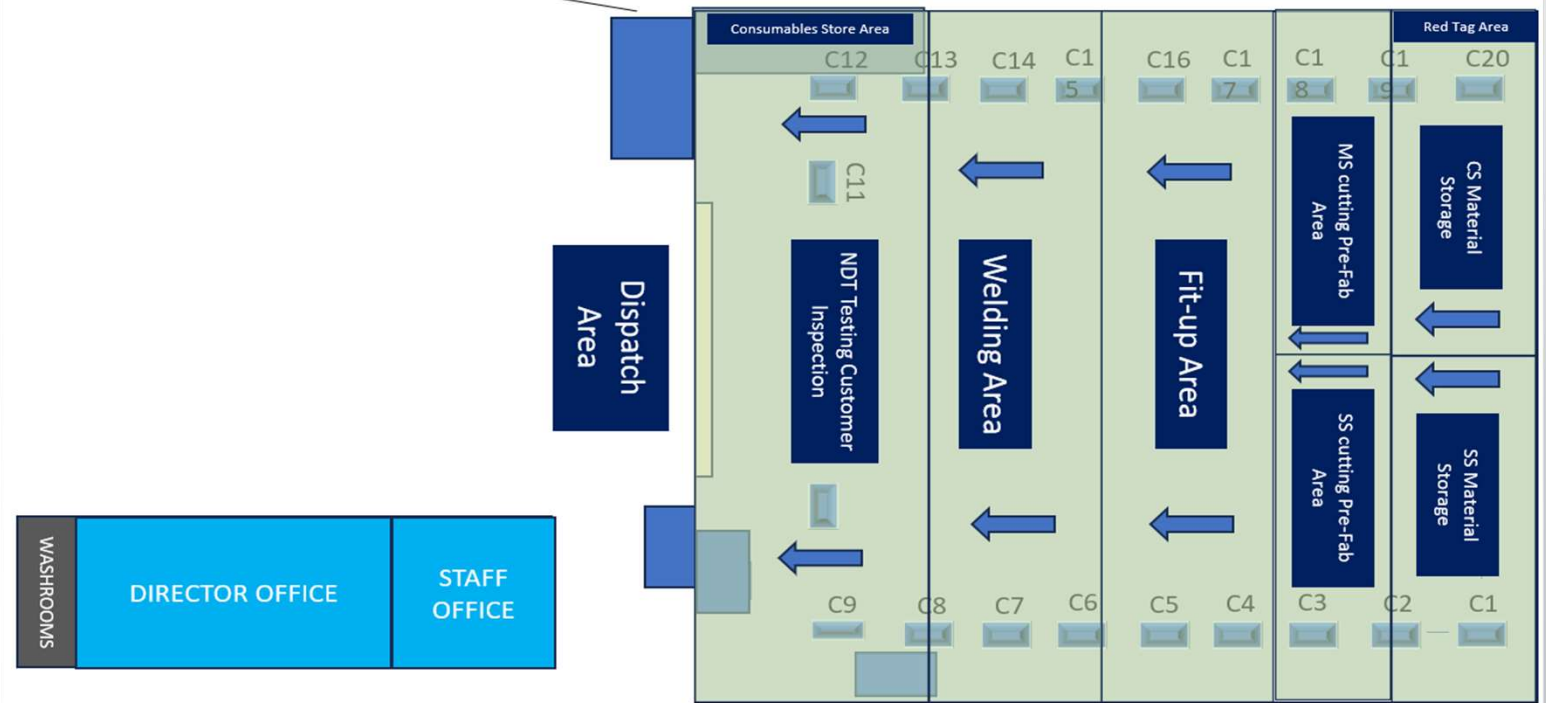 Consumables Store Area
Red Tag Area
C12
C13
C14
C1
5
C16
C1
7
C1
8
C1
9
C20
C11
MS cutting Pre-Fab
Area
CS Material
Storage
Dispatch
Area
NDT Testing Customer
Inspection
Welding Area
Fit-up Area
SS cutting Pre-Fab
Area
SS Material
Storage
WASHROOMS
DIRECTOR OFFICE
STAFF
OFFICE
C9
C8
C7
C6
C5
C4
C3
C2
C1